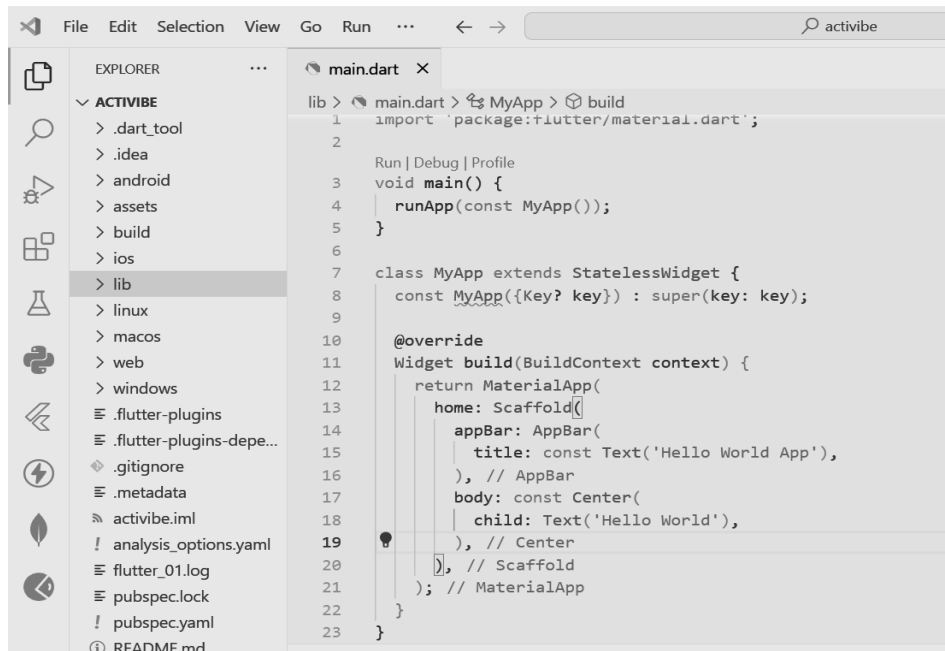 File Edit Selection View Go Run ··· activibe
EXPLORER ···
ACTIVIBE
.dart_tool
.idea
android
assets
build
ios
lib
linux
macos
web
windows
.flutter-plugins
.flutter-plugins-depe...
.gitignore
.metadata
activibe.iml
analysis_options.yaml
flutter_01.log
pubspec.lock
pubspec.yaml
README.md
main.dart
lib > main.dart > MyApp > build
1 import 'package:flutter/material.dart';
2
Run | Debug | Profile
3 void main() {
4 runApp(const MyApp());
5 }
6
7 class MyApp extends StatelessWidget {
8 const MyApp({Key? key}) : super(key: key);
9
10 @override
11 Widget build(BuildContext context) {
12 return MaterialApp(
13 home: Scaffold(
14 appBar: AppBar(
15 title: const Text('Hello World App'),
16 ), // AppBar
17 body: const Center(
18 child: Text('Hello World'),
19 ), // Center
20 ), // Scaffold
21 ); // MaterialApp
22 }
23 }